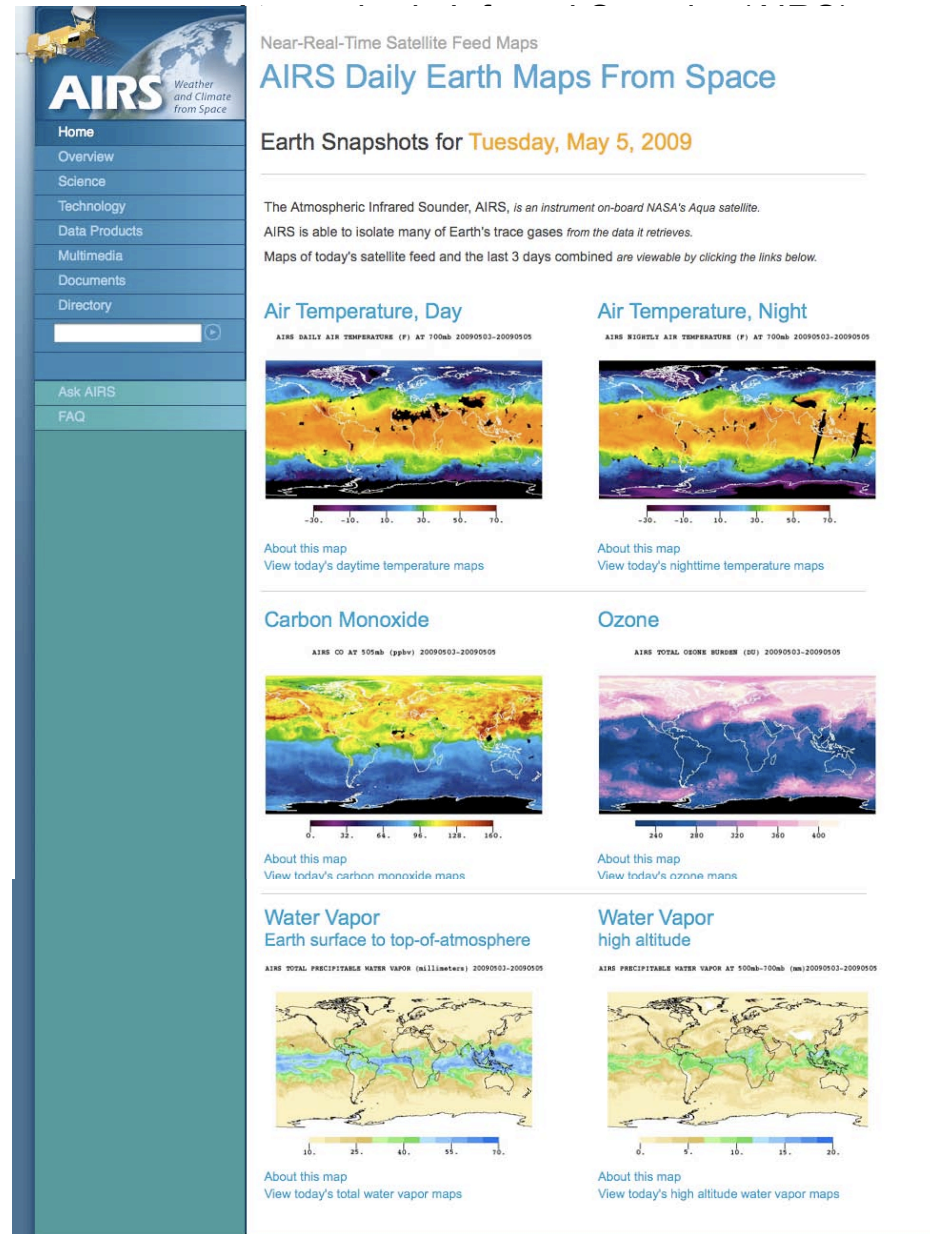 AIRS
Weather
and Climate
from Space
Home
Overview
Science
Technology
Data Products
Multimedia
Documents
Directory
Ask AIRS
FAQ
Near-Real-Time Satellite Feed Maps
AIRS Daily Earth Maps From Space
Earth Snapshots for Tuesday, May 5, 2009
The Atmospheric Infrared Sounder, AIRS, is an instrument on-board NASA's Aqua satellite.
AIRS is able to isolate many of Earth's trace gases from the data it retrieves.
Maps of today's satellite feed and the last 3 days combined are viewable by clicking the links below.
Air Temperature, Day
AIRS DAILY AIR TEMPERATURE (F) AT 700mb 20090503-20090505
-30. -10. 10. 30. 50. 70.
About this map
View today's daytime temperature maps
Air Temperature, Night
AIRS NIGHTLY AIR TEMPERATURE (F) AT 700mb 20090503-20090505
-30. -10. 10. 30. 50. 70.
About this map
View today's nighttime temperature maps
Carbon Monoxide
AIRS CO AT 505mb (ppbv) 20090503-20090505
0. 32. 64. 96. 128. 160.
About this map
View today's carbon monoxide maps
Ozone
AIRS TOTAL OZONE BURDEN (DU) 20090503-20090505
240 280 320 360 400
About this map
View today's ozone maps
Water Vapor
Earth surface to top-of-atmosphere
AIRS TOTAL PRECIPITABLE WATER VAPOR (millimeters) 20090503-20090505
10. 25. 40. 55. 70.
About this map
View today's total water vapor maps
Water Vapor
high altitude
AIRS PRECIPITABLE WATER VAPOR AT 500mb-700mb (mm)20090503-20090505
0. 5. 10. 15. 20.
About this map
View today's high altitude water vapor maps